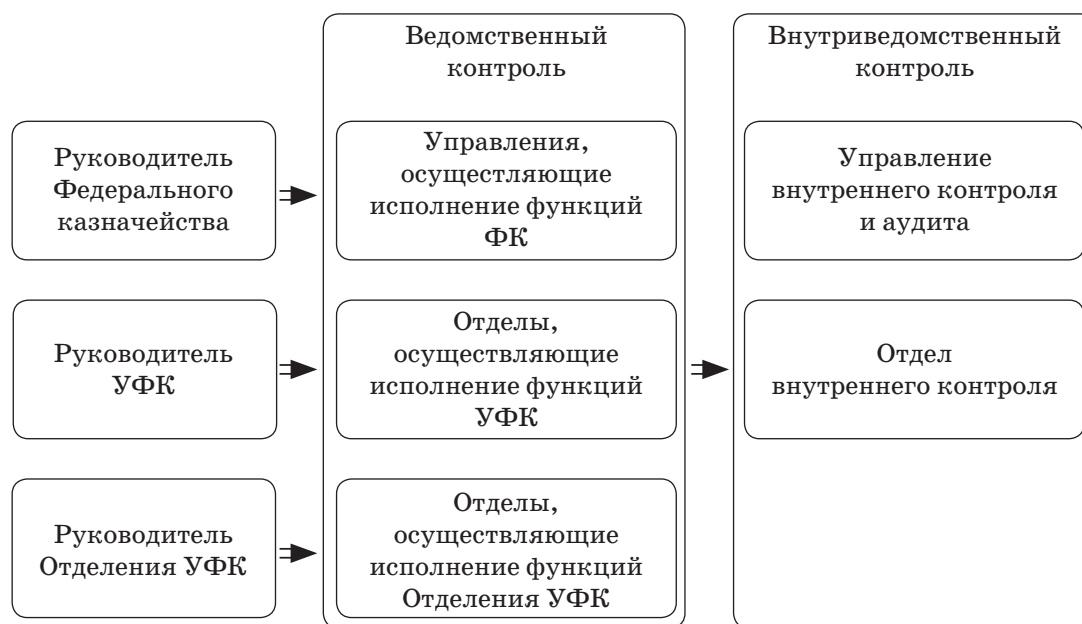 Ведомственный
контроль
Внутриведомственный
контроль
Руководитель
Федерального
казначейства
Управления,
осущестляющие
исполнение функций
ФК
Управление
внутреннего контроля
и аудита
Руководитель
УФК
Отделы,
осуществляющие
исполнение функций
УФК
Отдел
внутреннего контроля
Руководитель
Отделения УФК
Отделы,
осуществляющие
исполнение функций
Отделения УФК